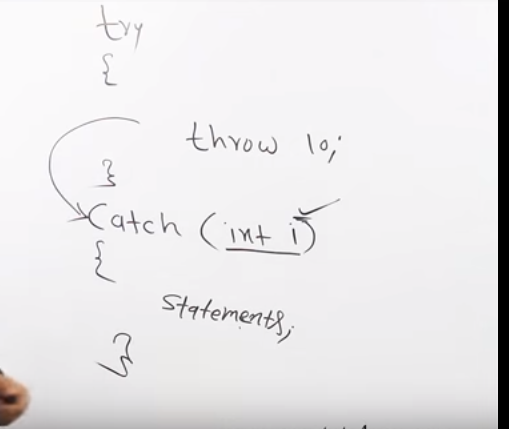 try
{
throw 10;
}
Catch (int i)
{
Statements;
}